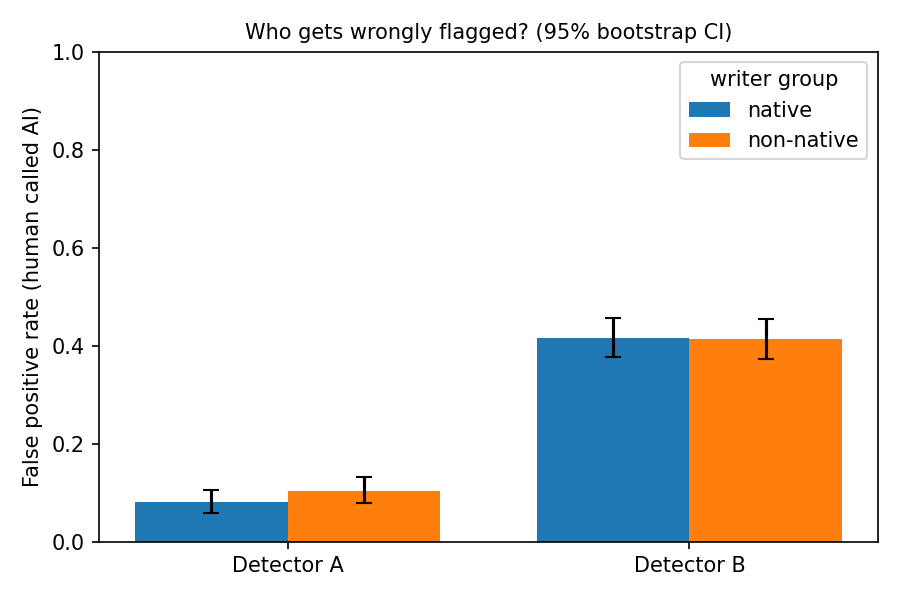 Who gets wrongly flagged? (95% bootstrap CI)
False positive rate (human called AI)
1.0
0.8
0.6
0.4
0.2
0.0
writer group
native
non-native
Detector A
Detector B